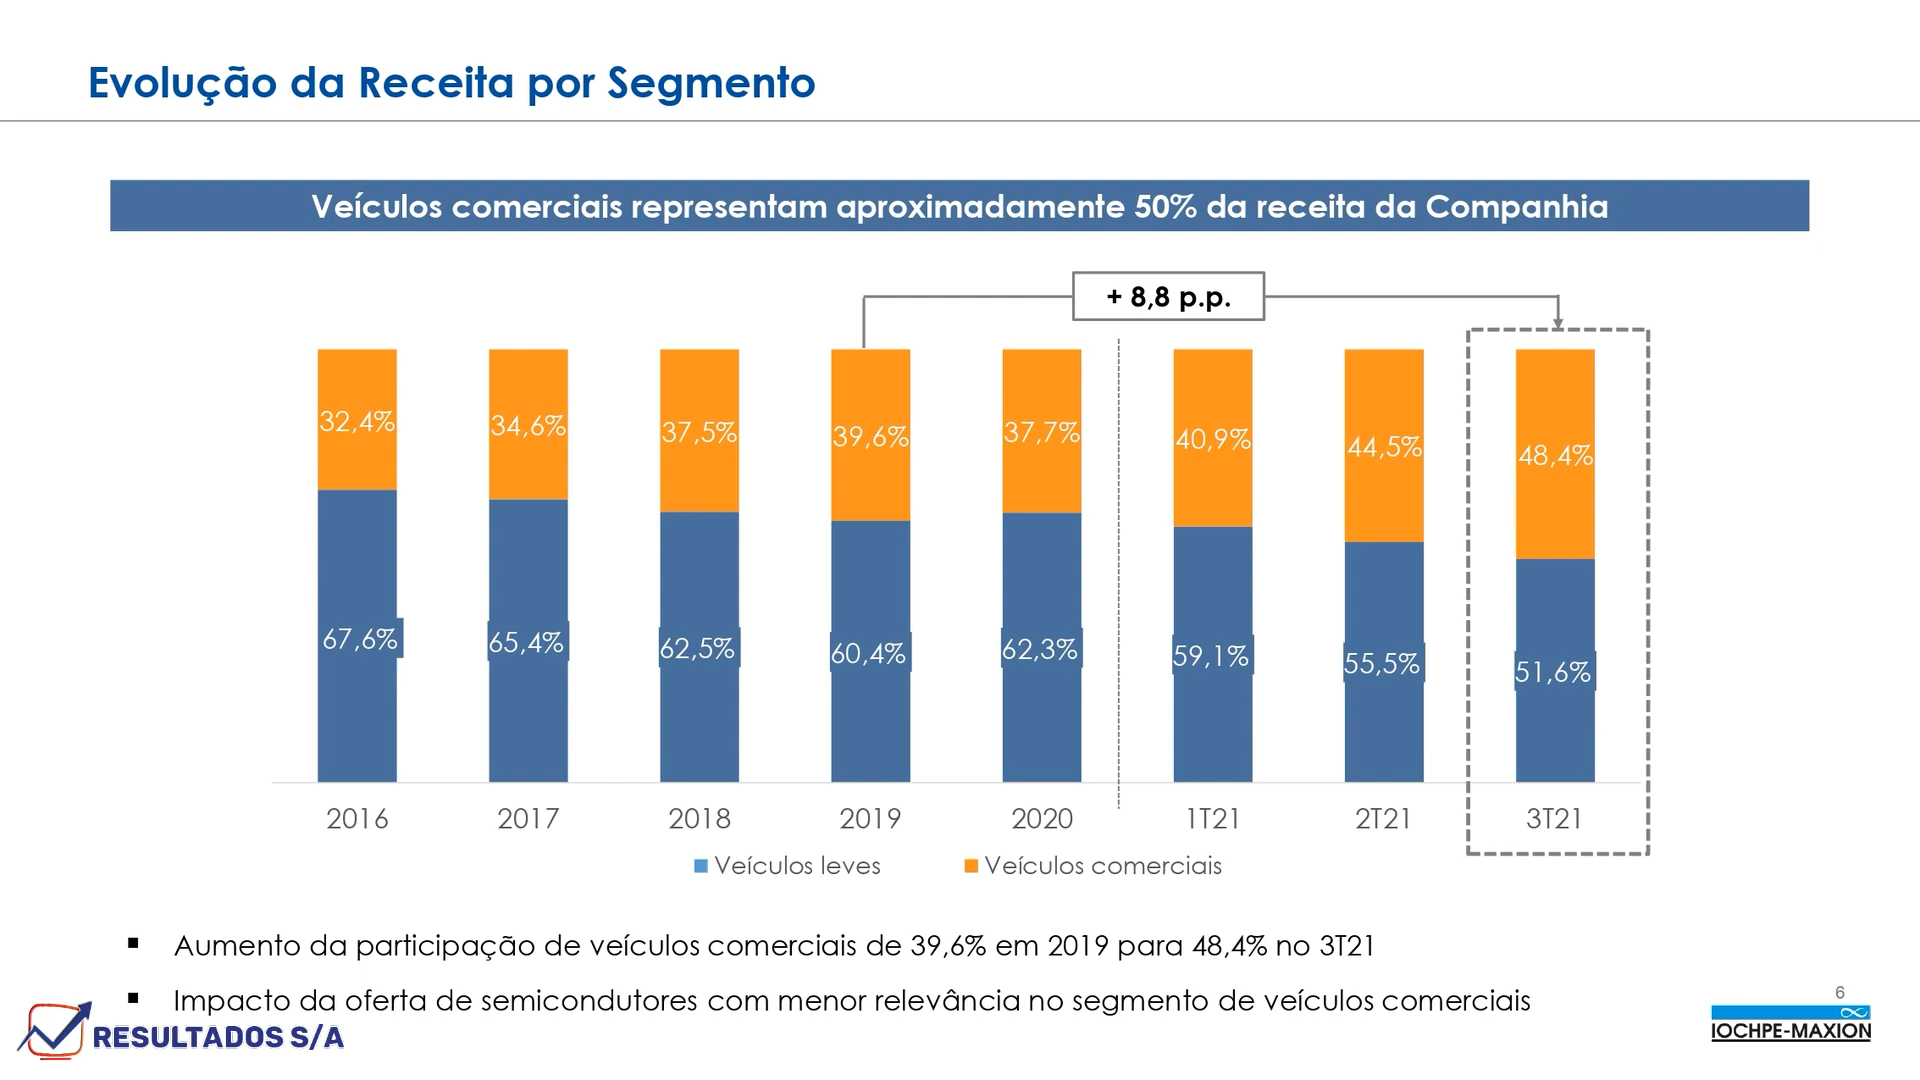 Evolução da Receita por Segmento
Veículos comerciais representam aproximadamente 50% da receita da Companhia
+ 8,8 p.p.
32,4% 34,6% 37,5% 39,6% 37,7% 40,9% 44,5% 48,4%
67,6% 65,4% 62,5% 60,4% 62,3% 59,1% 55,5% 51,6%
2016 2017 2018 2019 2020 1T21 2T21 3T21
Veículos leves Veículos comerciais
▪ Aumento da participação de veículos comerciais de 39,6% em 2019 para 48,4% no 3T21
▪ Impacto da oferta de semicondutores com menor relevância no segmento de veículos comerciais
6
RESULTADOS S/A
IOCHPE-MAXION